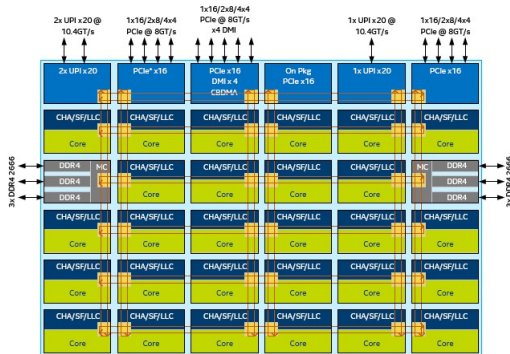 2x UPI x20 @
10.4GT/s
1x16/2x8/4x4
PCIe @ 8GT/s
1x16/2x8/4x4
PCIe @ 8GT/s
x4 DMI
1x UPI x20 @
10.4GT/s
1x16/2x8/4x4
PCIe @ 8GT/s
2x UPI x20
PCIe* x16
PCIe x16
DMI x 4
CBDMA
On Pkg
PCIe x16
1x UPI x20
PCIe x16
CHA/SF/LLC
CHA/SF/LLC
CHA/SF/LLC
CHA/SF/LLC
CHA/SF/LLC
CHA/SF/LLC
Core
Core
Core
Core
Core
Core
3x DDR4 2666
DDR4
DDR4
DDR4
MC
CHA/SF/LLC
CHA/SF/LLC
CHA/SF/LLC
CHA/SF/LLC
Core
Core
Core
Core
MC
DDR4
DDR4
DDR4
3x DDR4 2666
CHA/SF/LLC
CHA/SF/LLC
CHA/SF/LLC
CHA/SF/LLC
CHA/SF/LLC
CHA/SF/LLC
Core
Core
Core
Core
Core
Core
CHA/SF/LLC
CHA/SF/LLC
CHA/SF/LLC
CHA/SF/LLC
CHA/SF/LLC
CHA/SF/LLC
Core
Core
Core
Core
Core
Core
CHA/SF/LLC
CHA/SF/LLC
CHA/SF/LLC
CHA/SF/LLC
CHA/SF/LLC
CHA/SF/LLC
Core
Core
Core
Core
Core
Core